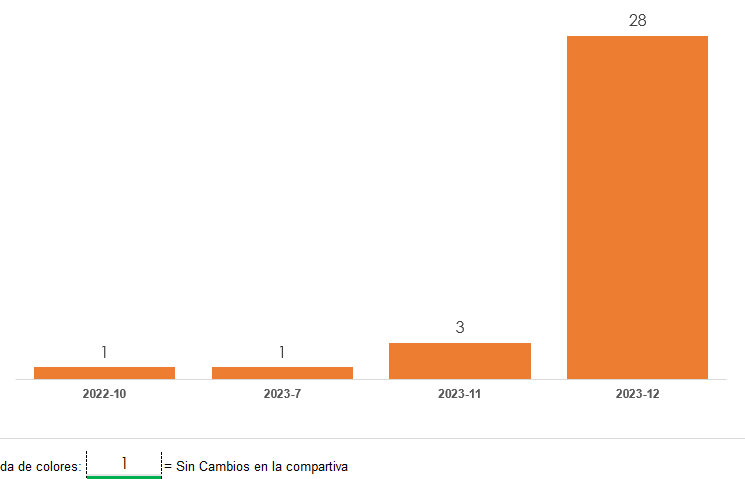 28
3
1 1
2022-10 2023-7 2023-11 2023-12
da de colores: 1 = Sin Cambios en la compartiva